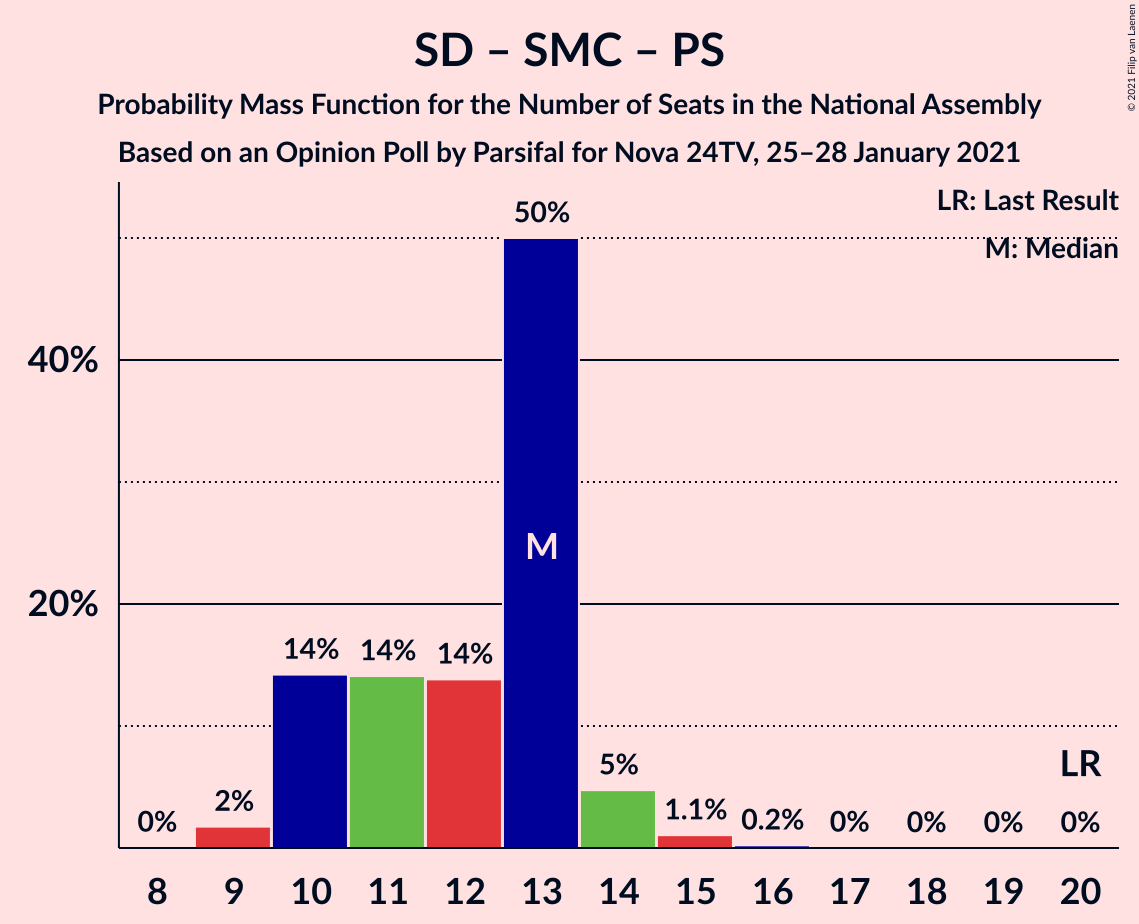 SD – SMC – PS
Probability Mass Function for the Number of Seats in the National Assembly
Based on an Opinion Poll by Parsifal for Nova 24TV, 25–28 January 2021
© 2021 Filip van Laenen
LR: Last Result
M: Median
50%
40%
M
20%
14% 14% 14%
LR
0% 2% 5% 1.1% 0.2% 0% 0% 0% 0%
8 9 10 11 12 13 14 15 16 17 18 19 20